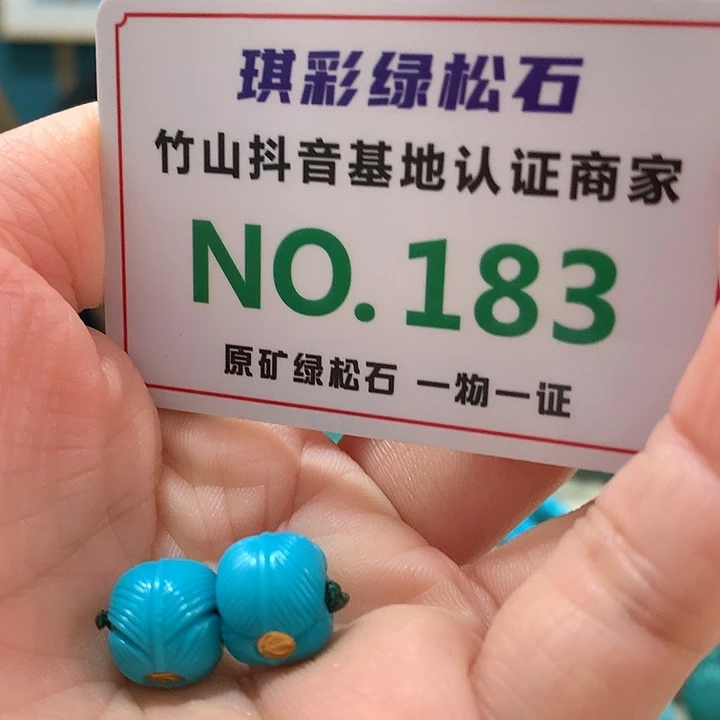 琪彩绿松石
竹山抖音基地认证商家
NO.183
原矿绿松石 一物一证